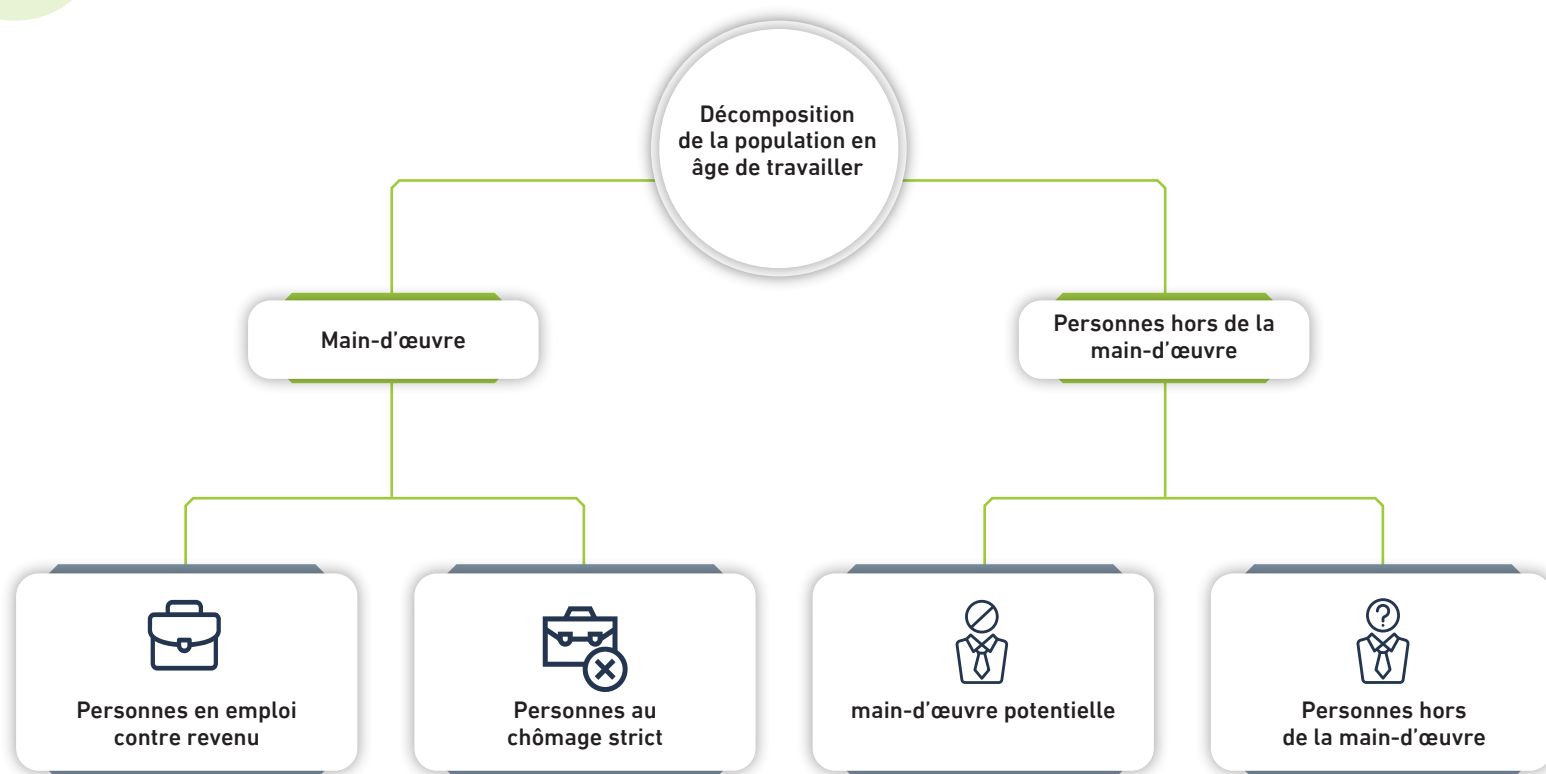 Décomposition
de la population en
âge de travailler
Main-d'œuvre
Personnes hors de la
main-d'œuvre
Personnes en emploi
contre revenu
Personnes au
chômage strict
main-d'œuvre potentielle
?
Personnes hors
de la main-d'œuvre